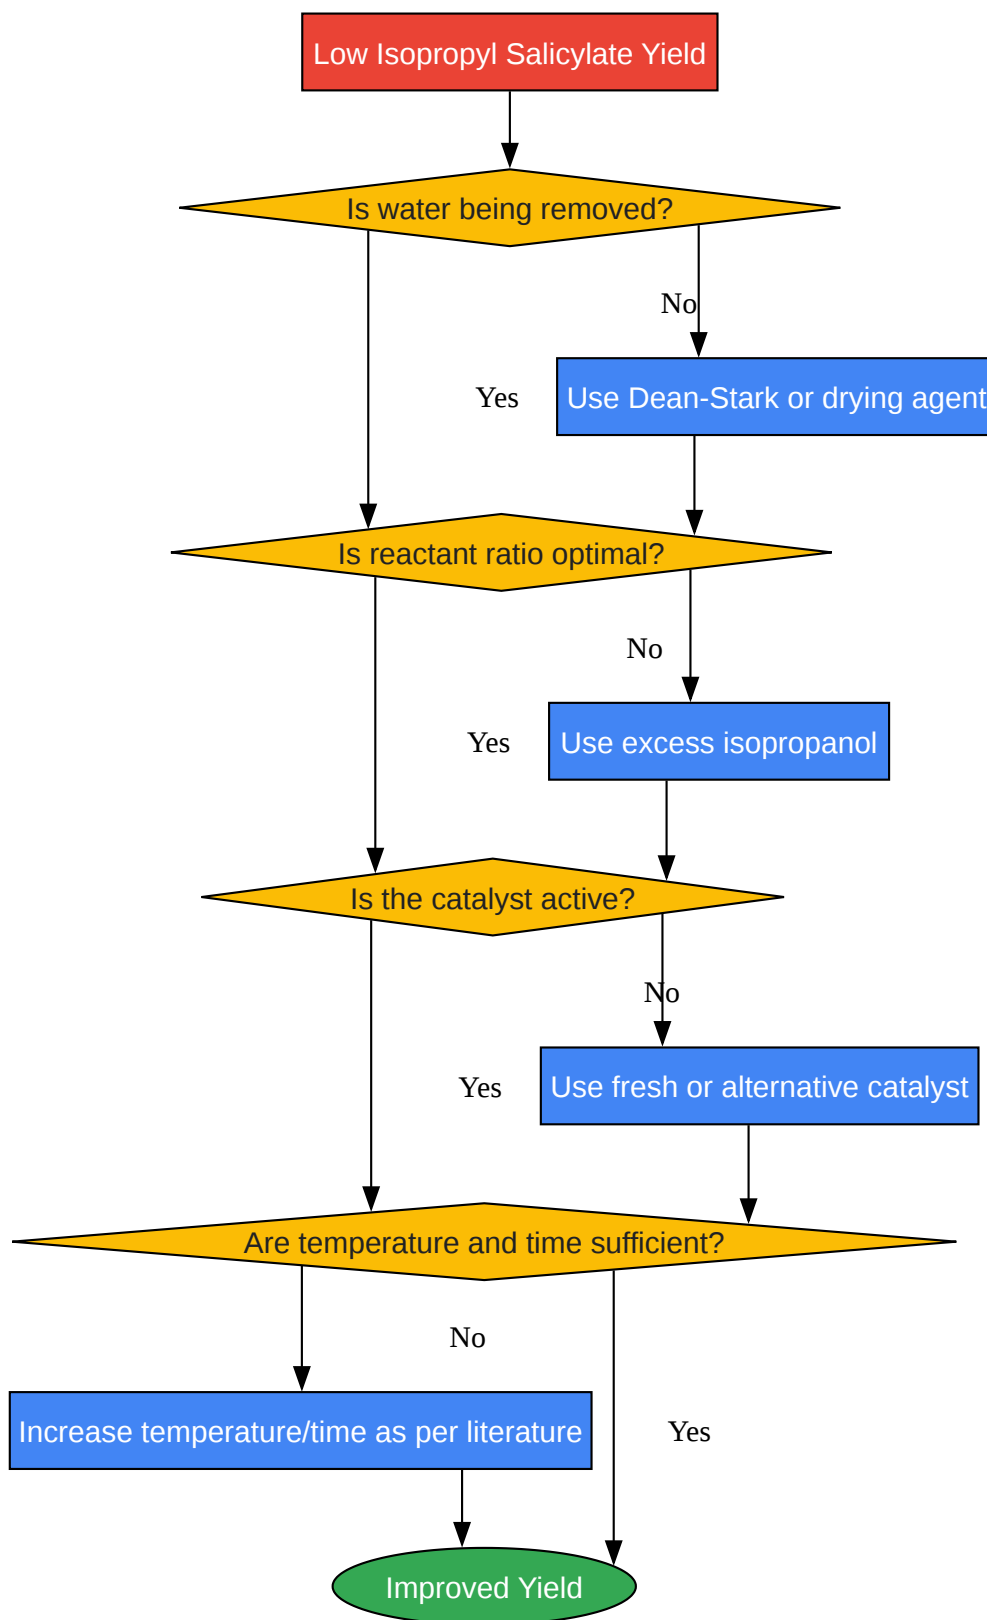 Low Isopropyl Salicylate Yield
Is water being removed?
No
Yes
Use Dean-Stark or drying agent
Is reactant ratio optimal?
No
Yes
Use excess isopropanol
Is the catalyst active?
No
Yes
Use fresh or alternative catalyst
Are temperature and time sufficient?
No
Increase temperature/time as per literature
Yes
Improved Yield